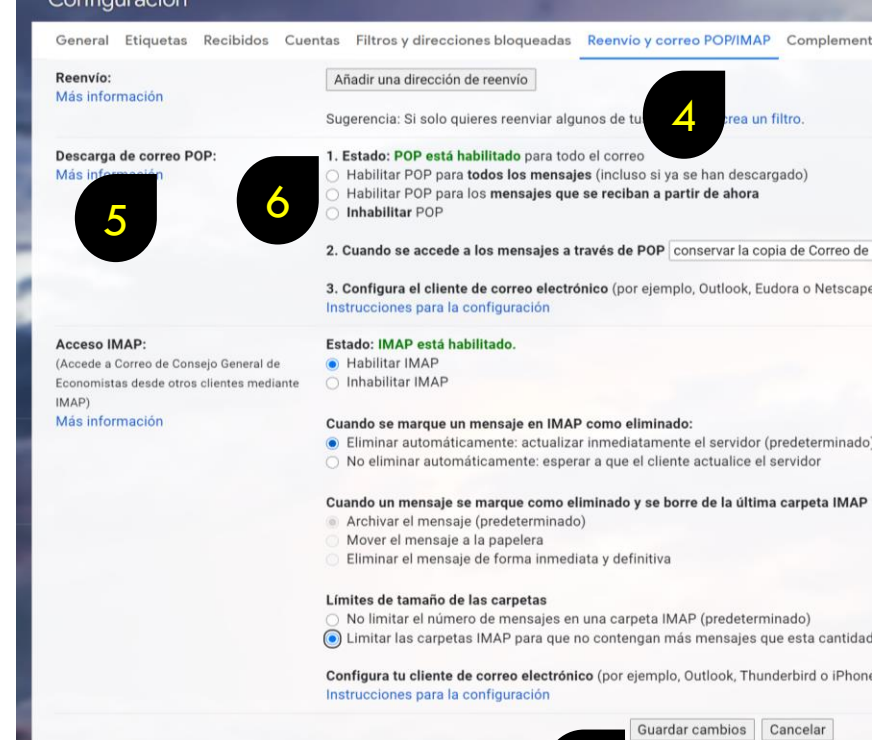 Configuración
General Etiquetas Recibidos Cuentas Filtros y direcciones bloqueadas Reenvío y correo POP/IMAP Complement
Reenvío:
Más información
Añadir una dirección de reenvío
Sugerencia: Si solo quieres reenviar algunos de tu crea un filtro.
4
Descarga de correo POP:
Más información
5
6
1. Estado: POP está habilitado para todo el correo
Habilitar POP para todos los mensajes (incluso si ya se han descargado)
Habilitar POP para los mensajes que se reciban a partir de ahora
Inhabilitar POP
2. Cuando se accede a los mensajes a través de POP conservar la copia de Correo de
3. Configura el cliente de correo electrónico (por ejemplo, Outlook, Eudora o Netscape
Instrucciones para la configuración
Acceso IMAP:
(Accede a Correo de Consejo General de
Economistas desde otros clientes mediante
IMAP)
Más información
Estado: IMAP está habilitado.
Habilitar IMAP
Inhabilitar IMAP
Cuando se marque un mensaje en IMAP como eliminado:
Eliminar automáticamente: actualizar inmediatamente el servidor (predeterminado)
No eliminar automáticamente: esperar a que el cliente actualice el servidor
Cuando un mensaje se marque como eliminado y se borre de la última carpeta IMAP
Archivar el mensaje (predeterminado)
Mover el mensaje a la papelera
Eliminar el mensaje de forma inmediata y definitiva
Límites de tamaño de las carpetas
No limitar el número de mensajes en una carpeta IMAP (predeterminado)
Limitar las carpetas IMAP para que no contengan más mensajes que esta cantidad
Configura tu cliente de correo electrónico (por ejemplo, Outlook, Thunderbird o iPhone
Instrucciones para la configuración
Guardar cambios Cancelar